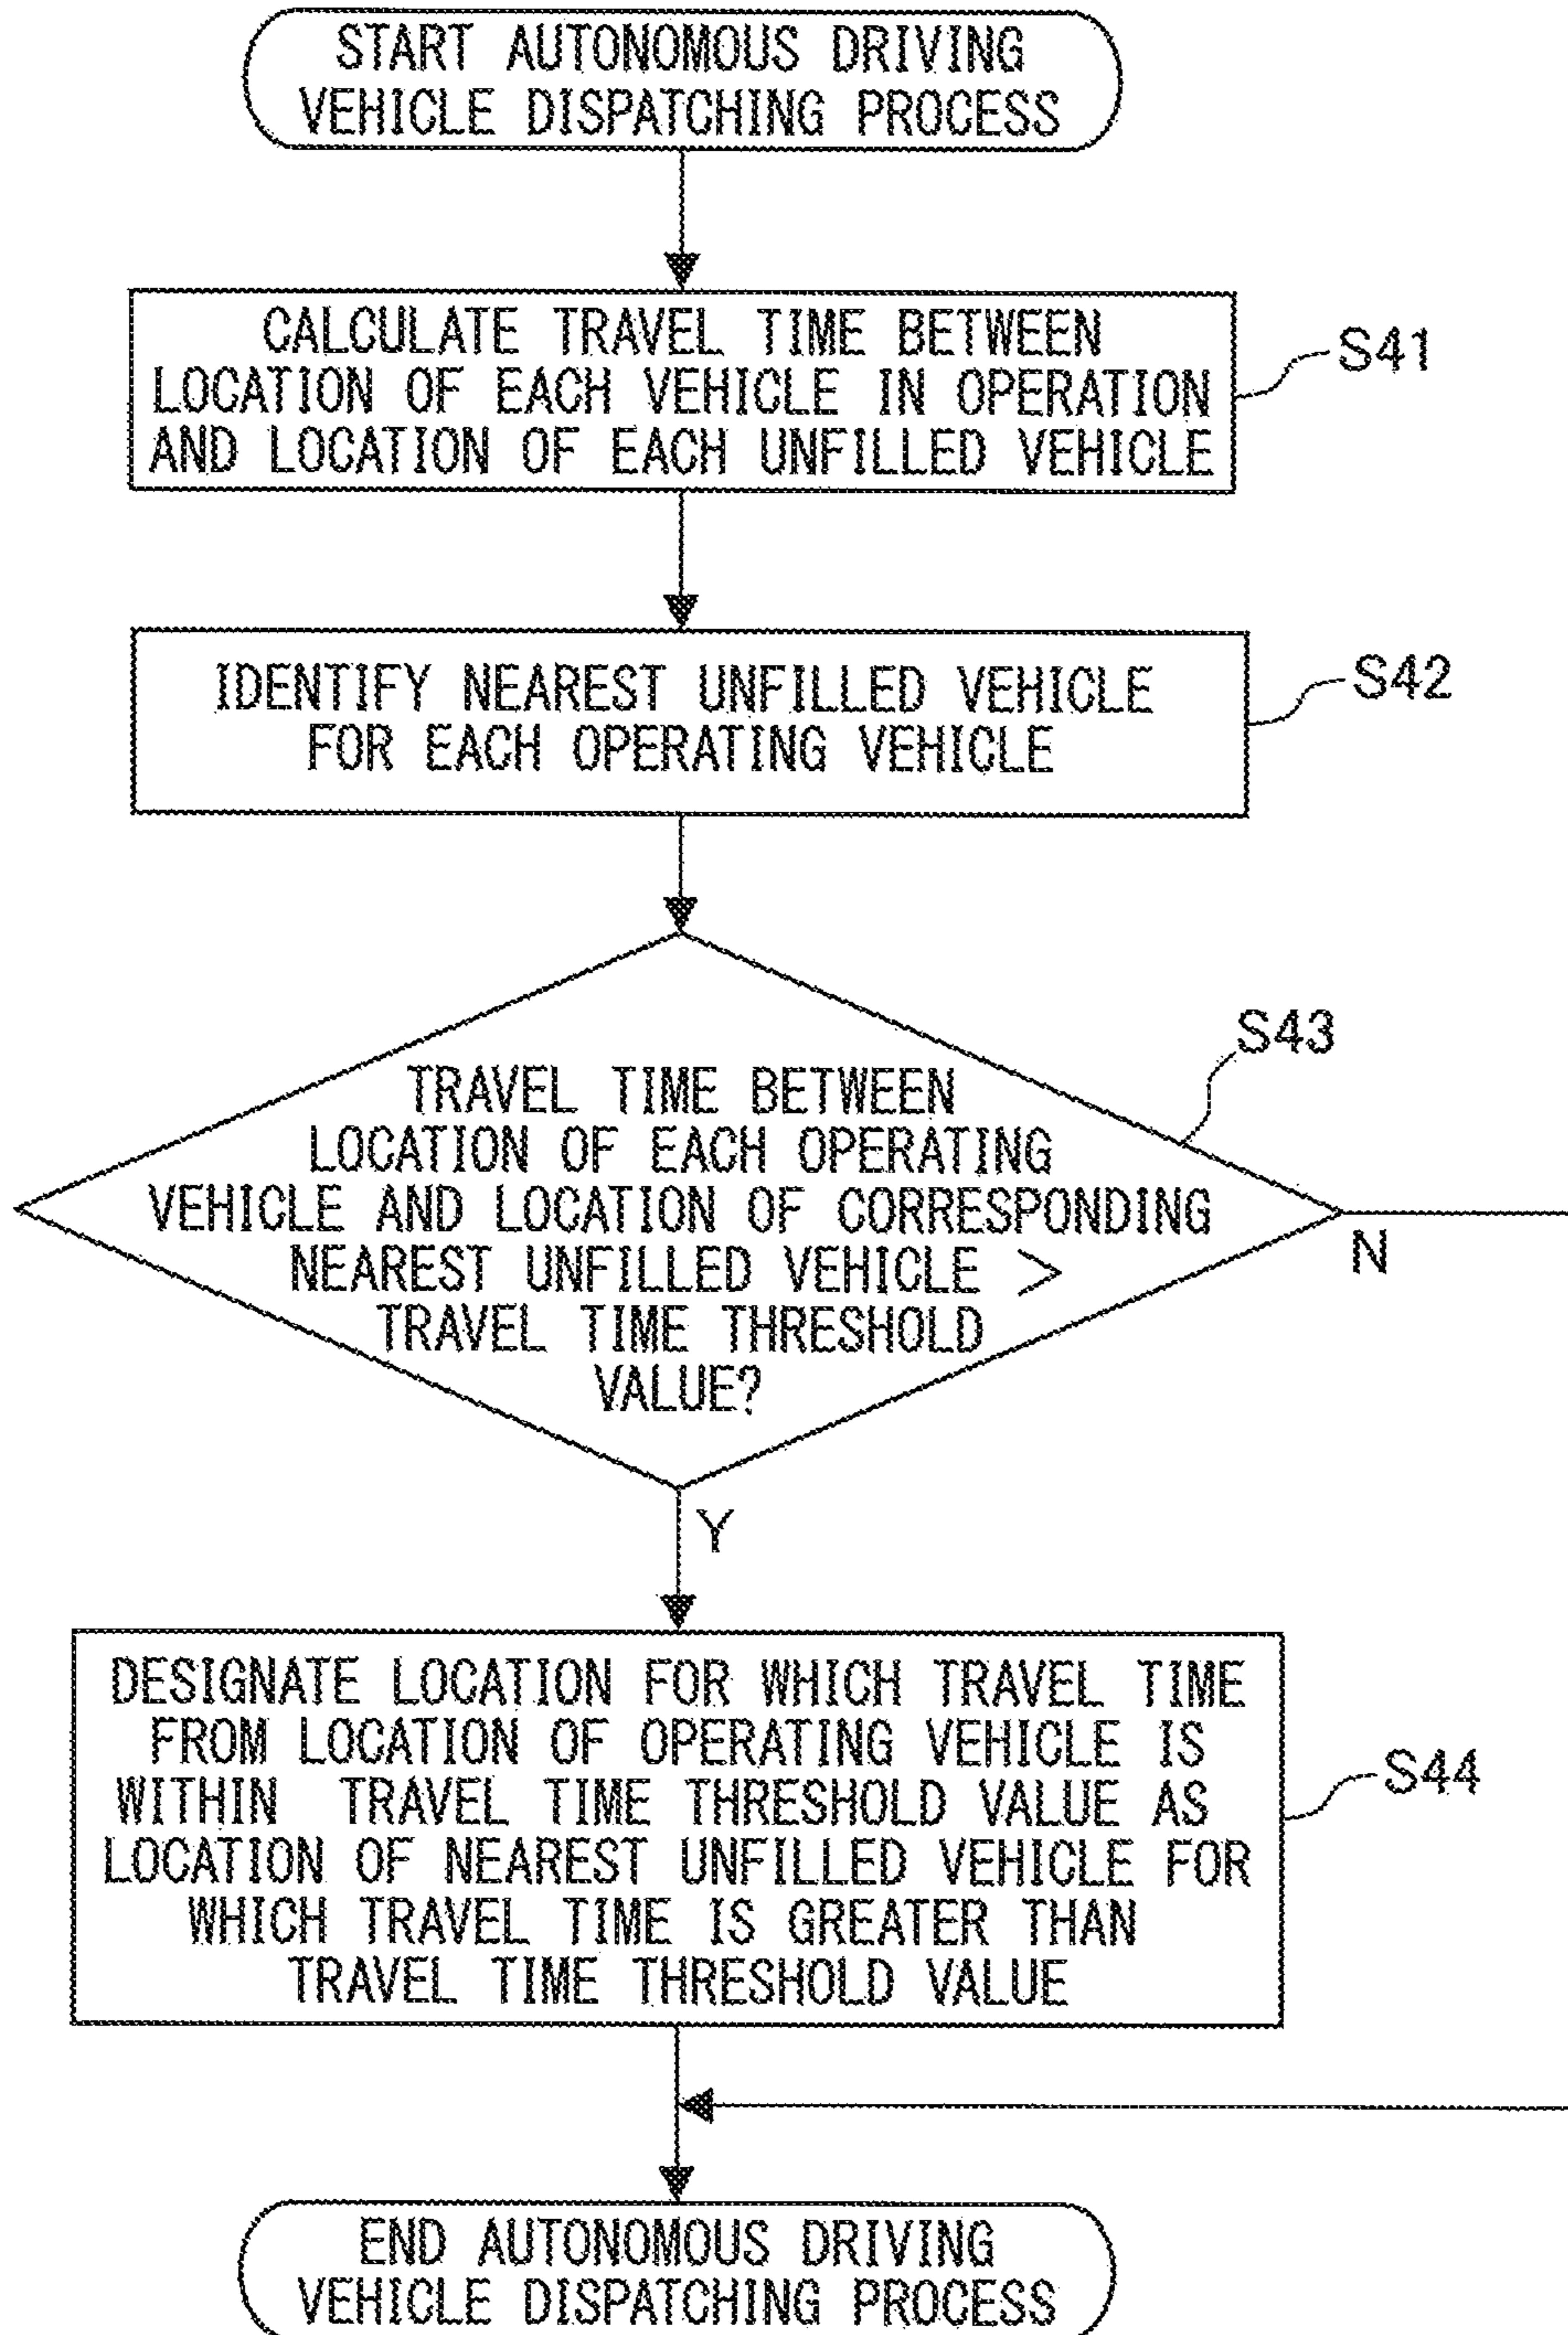 START AUTONOMOUS DRIVING
VEHICLE DISPATCHING PROCESS
CALCULATE TRAVEL TIME BETWEEN
LOCATION OF EACH VEHICLE IN OPERATION
AND LOCATION OF EACH UNFILLED VEHICLE
S41
IDENTIFY NEAREST UNFILLED VEHICLE
FOR EACH OPERATING VEHICLE
S42
TRAVEL TIME BETWEEN
LOCATION OF EACH OPERATING
VEHICLE AND LOCATION OF CORRESPONDING
NEAREST UNFILLED VEHICLE >
TRAVEL TIME THRESHOLD
VALUE?
S43
N
Y
DESIGNATE LOCATION FOR WHICH TRAVEL TIME
FROM LOCATION OF OPERATING VEHICLE IS
WITHIN TRAVEL TIME THRESHOLD VALUE AS
LOCATION OF NEAREST UNFILLED VEHICLE FOR
WHICH TRAVEL TIME IS GREATER THAN
TRAVEL TIME THRESHOLD VALUE
S44
END AUTONOMOUS DRIVING
VEHICLE DISPATCHING PROCESS